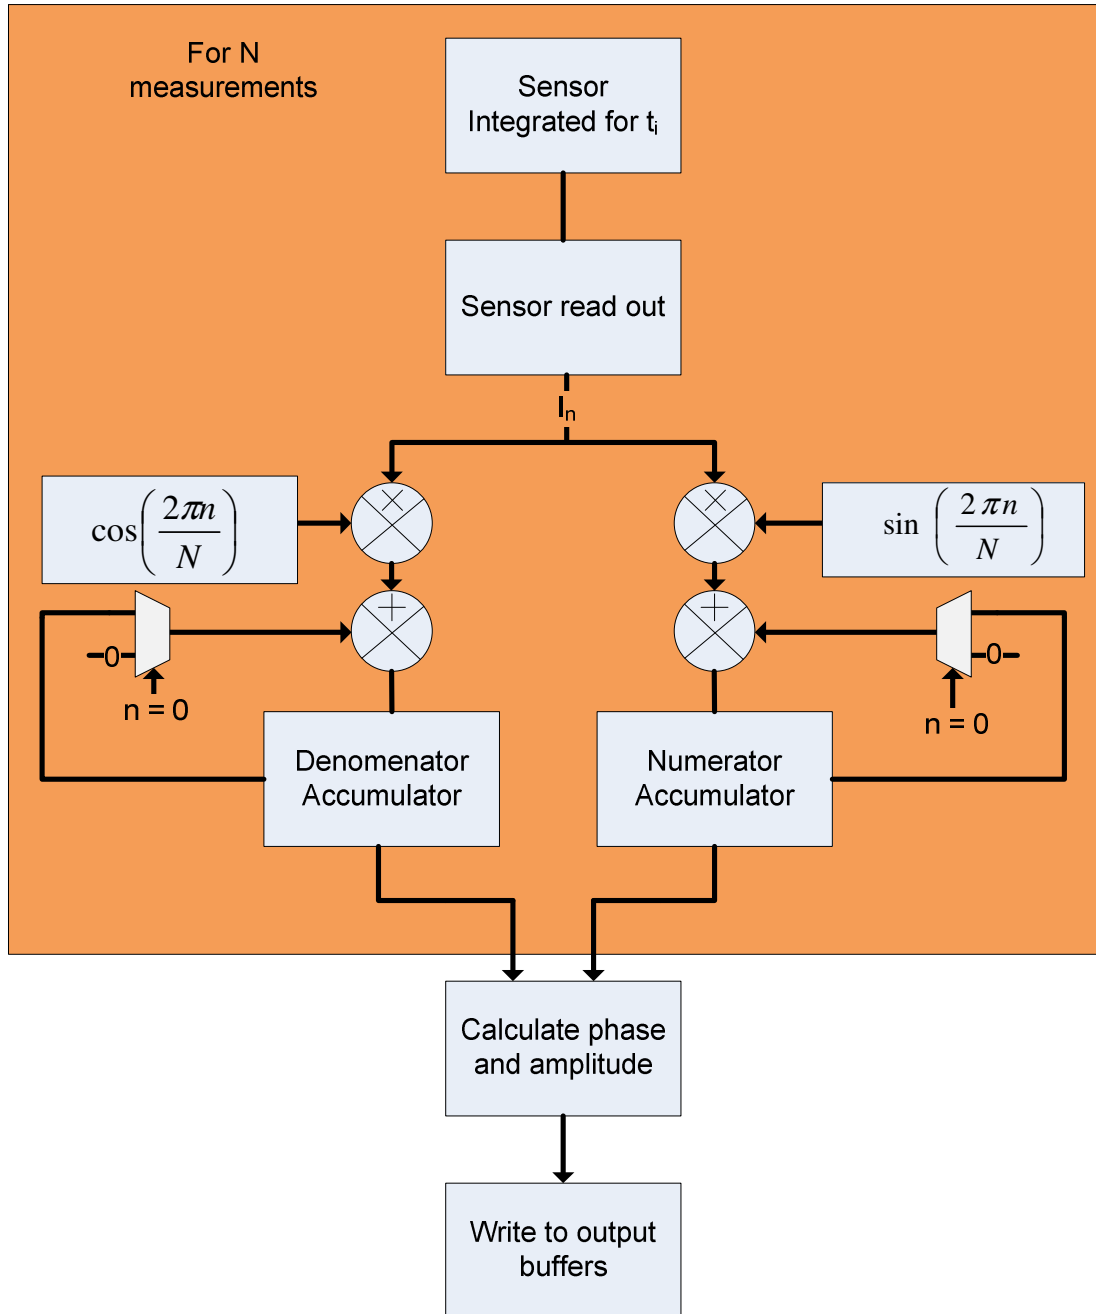 For N
measurements
Sensor
Integrated for tᵢ
Sensor read out
Iₙ
cos(2πn/N)
×
×
sin (2πn/N)
+
+
0
0
n = 0
n = 0
Denomenator
Accumulator
Numerator
Accumulator
Calculate phase
and amplitude
Write to output
buffers